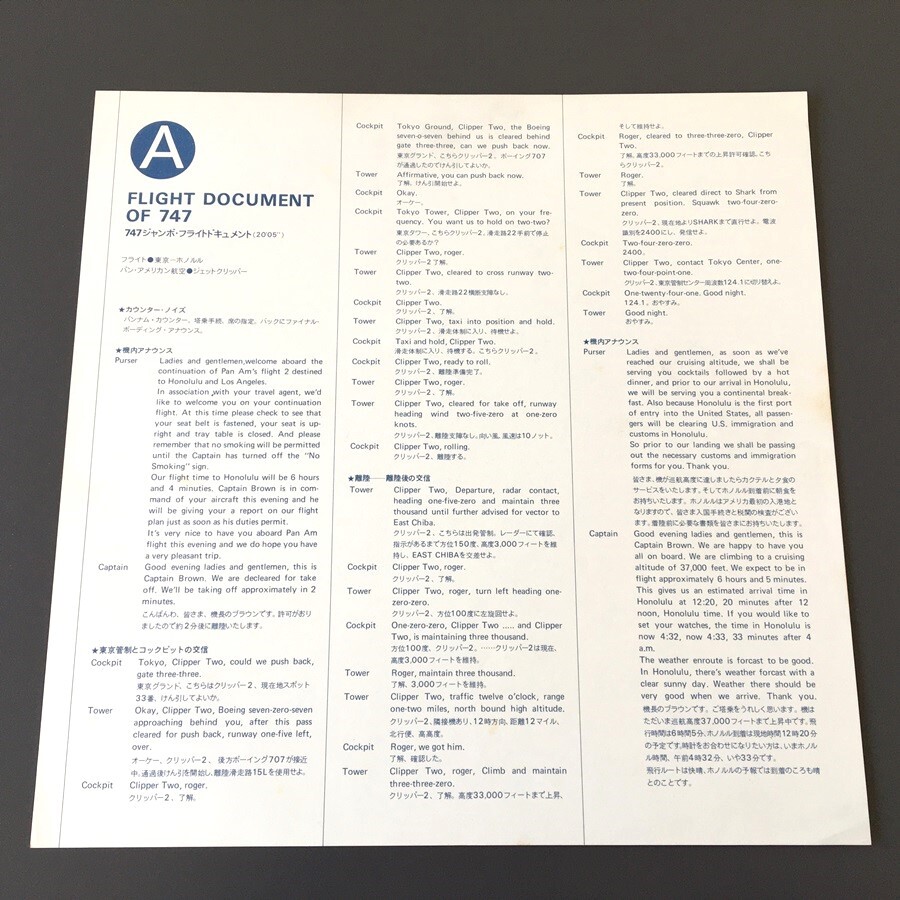 A
FLIGHT DOCUMENT
OF 747
747ジャンボ・フライトドキュメント(20'05")
フライト●東京-ホノルル
パン・アメリカン航空●ジェットクリッパー
★カウンター・ノイズ
パンナム・カウンター、塔乗手続、席の指定、バックにファイナル・
ボーディング・アナウンス。
★機内アナウンス
Purser Ladies and gentlemen,welcome aboard the
continuation of Pan Am's flight 2 destined
to Honolulu and Los Angeles.
In association ,with your travel agent, we'd
like to welcome you on your continuation
flight. At this time please check to see that
your seat belt is fastened, your seat is up-
right and tray table is closed. And please
remember that no smoking will be permitted
until the Captain has turned off the "No
Smoking" sign.
Our flight time to Honolulu will be 6 hours
and 4 minuties. Captain Brown is in com-
mand of your aircraft this evening and he
will be giving your a report on our flight
plan just as soon as his duties permit.
It's very nice to have you aboard Pan Am
flight this evening and we do hope you have
a very pleasant trip.
Captain Good evening ladies and gentlemen, this is
Captain Brown. We are decleared for take
off. We'll be taking off approximately in 2
minutes.
こんばんわ、皆さま、機長のブラウンです。許可がおり
ましたので約2分後に離陸いたします。
★東京管制とコックピットの交信
Cockpit Tokyo, Clipper Two, could we push back,
gate three-three.
東京グランド、こちらはクリッパー2、現在地スポット
33番、けん引してよいか。
Tower Okay, Clipper Two, Boeing seven-zero-seven
approaching behind you, after this pass
cleared for push back, runway one-five left,
over.
オーケー、クリッパー2、後方ボーイング707が接近
中、通過後けん引を開始し、離陸滑走路15Lを使用せよ。
Cockpit Clipper Two, roger.
クリッパー2、了解。
Cockpit Tokyo Ground, Clipper Two, the Boeing
seven-o-seven behind us is cleared behind
gate three-three, can we push back now.
東京グランド、こちらクリッパー2、ボーイング707
が通過したのでけん引してよいか。
Tower Affirmative, you can push back now.
了解、けん引開始せよ。
Cockpit Okay.
オーケー。
Cockpit Tokyo Tower, Clipper Two, on your fre-
quency. You want us to hold on two-two?
東京タワー、こちらクリッパー2、滑走路22手前で停止
の必要あるか?
Tower Clipper Two, roger.
クリッパー2了解。
Tower Clipper Two, cleared to cross runway two-
two.
クリッパー2、滑走路22横断支障なし。
Cockpit Clipper Two.
クリッパー2、了解。
Tower Clipper Two, taxi into position and hold.
クリッパー2、滑走体制に入り、待機せよ。
Cockpit Taxi and hold, Clipper Two.
滑走体制に入り、待機する、こちらクリッパー2。
Cockpit Clipper Two, ready to roll.
クリッパー2、離陸準備完了。
Tower Clipper Two, roger.
クリッパー2、了解。
Tower Clipper Two, cleared for take off, runway
heading wind two-five-zero at one-zero
knots.
クリッパー2、離陸支障なし、向い風、風速は10ノット。
Cockpit Clipper Two, rolling.
クリッパー2、離陸する。
★離陸──離陸後の交信
Tower Clipper Two, Departure, radar contact,
heading one-five-zero and maintain three
thousand until further advised for vector to
East Chiba.
クリッパー2、こちらは出発管制、レーダーにて確認、
指示があるまで方位150度、高度3,000フィートを維
持し、EAST CHIBAを交差せよ。
Cockpit Clipper Two, roger.
クリッパー2、了解。
Tower Clipper Two, roger, turn left heading one-
zero-zero.
クリッパー2、方位100度に左旋回せよ。
Cockpit One-zero-zero, Clipper Two ..... and Clipper
Two, is maintaining three thousand.
方位100度、クリッパー2。──クリッパー2は現在、
高度3,000フィートを維持。
Tower Roger, maintain three thousand.
了解、3,000フィートを維持。
Tower Clipper Two, traffic twelve o'clock, range
one-two miles, north bound high altitude.
クリッパー2、隣接機あり、12時方向、距離12マイル、
北行便、高高度。
Cockpit Roger, we got him.
了解、確認した。
Tower Clipper Two, roger, Climb and maintain
three-three-zero.
クリッパー2、了解。高度33,000フィートまで上昇、
そして維持せよ。
Cockpit Roger, cleared to three-three-zero, Clipper
Two.
了解、高度33,000フィートまでの上昇許可確認、こち
らクリッパー2。
Tower Roger.
了解。
Tower Clipper Two, cleared direct to Shark from
present position. Squawk two-four-zero-
zero.
クリッパー2、現在地よりSHARKまで直行せよ、電波
識別を2400にし、発信せよ。
Cockpit Two-four-zero-zero.
2400。
Tower Clipper Two, contact Tokyo Center, one-
two-four-point-one.
クリッパー2、東京管制センター周波数124.1に切り替えよ。
Cockpit One-twenty-four-one. Good night.
124.1。おやすみ。
Tower Good night.
おやすみ。
★機内アナウンス
Purser Ladies and gentlemen, as soon as we've
reached our cruising altitude, we shall be
serving you cocktails followed by a hot
dinner, and prior to our arrival in Honolulu,
we will be serving you a continental break-
fast. Also because Honolulu is the first port
of entry into the United States, all passen-
gers will be clearing U.S. immigration and
customs in Honolulu.
So prior to our landing we shall be passing
out the necessary customs and immigration
forms for you. Thank you.
皆さま、機が巡航高度に達しましたらカクテルと夕食の
サービスをいたします。そしてホノルル到着前に朝食を
お持ちいたします。ホノルルはアメリカ最初の入港地と
なりますので、皆さま入国手続きと税関の検査がござい
ます。着陸前に必要な書類を皆さまにお持ちいたします。
Captain Good evening ladies and gentlemen, this is
Captain Brown. We are happy to have you
all on board. We are climbing to a cruising
altitude of 37,000 feet. We expect to be in
flight approximately 6 hours and 5 minutes.
This gives us an estimated arrival time in
Honolulu at 12:20, 20 minutes after 12
noon, Honolulu time. If you would like to
set your watches, the time in Honolulu is
now 4:32, now 4:33, 33 minutes after 4
a.m.
The weather enroute is forcast to be good.
In Honolulu, there's weather forcast with a
clear sunny day. Weather there should be
very good when we arrive. Thank you.
機長のブラウンです。ご塔乗をうれしく思います。機は
ただいま巡航高度37,000フィートまで上昇中です。飛
行時間は6時間5分、ホノルル到着は現地時間12時20分
の予定です。時計をお合わせになりたい方は、いまホノル
ル時間、午前4時32分、いや33分です。
飛行ルートは快晴、ホノルルの予報では到着のころも晴
とのことです。